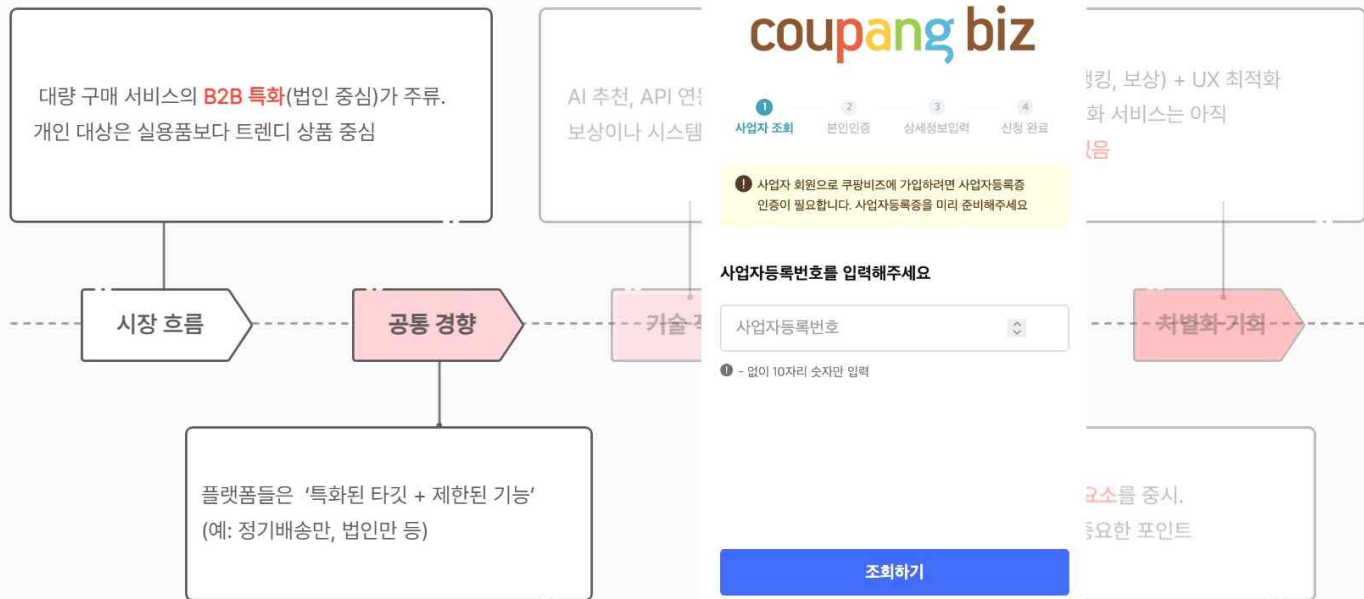 대량 구매 서비스의 B2B 특화(법인 중심)가 주류.
개인 대상은 실용품보다 트렌디 상품 중심
AI 추천, API 연동
보상이나 시스템
coupang biz
1 2 3 4
사업자 조회 본인인증 상세정보입력 신청 완료
사업자 회원으로 쿠팡비즈에 가입하려면 사업자등록증
인증이 필요합니다. 사업자등록증을 미리 준비해주세요
보상) + UX 최적화
서비스는 아직
사업자등록번호를 입력해주세요
시장 흐름
공통 경향
기술
사업자등록번호
차별화 기회
- 없이 10자리 숫자만 입력
플랫폼들은 ‘특화된 타깃 + 제한된 기능’
(예: 정기배송만, 법인만 등)
요소를 중시.
중요한 포인트
조회하기